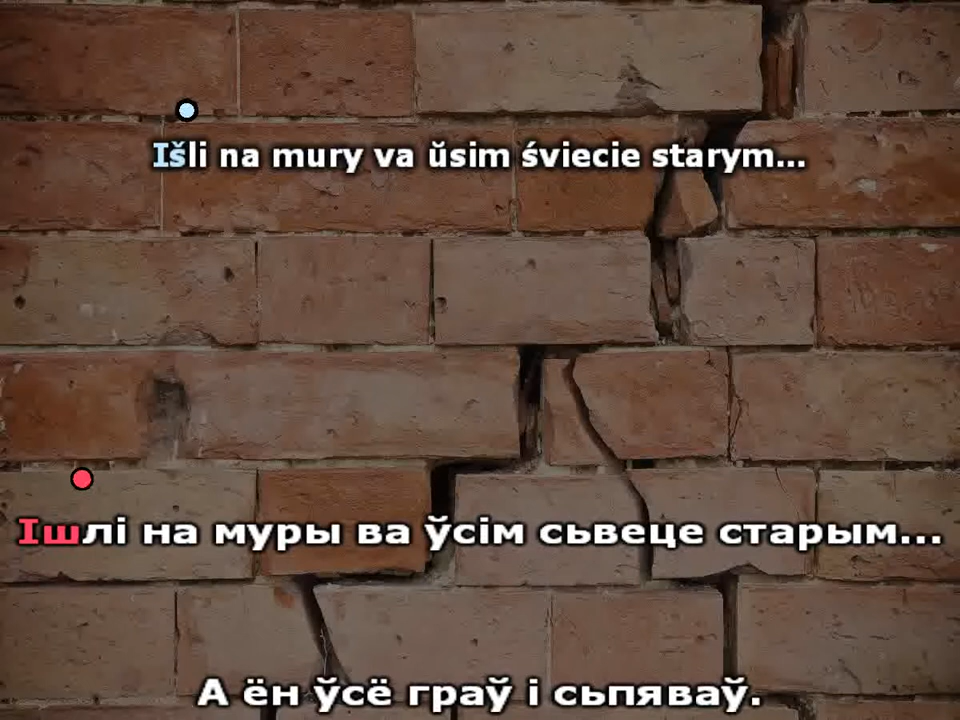 Išli na mury va ŭsim śviecie starym...
Ішлі на муры ва ўсім сьвеце старым...
А ён ўсё граў і сьпяваў.